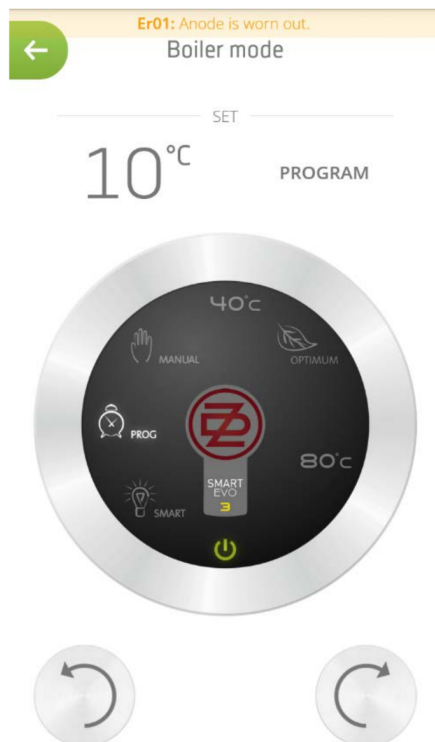 Er01: Anode is worn out.
Boiler mode
SET
10°C
PROGRAM
40°C
MANUAL
OPTIMUM
PROG
80°C
SMART
EVO
3
SMART